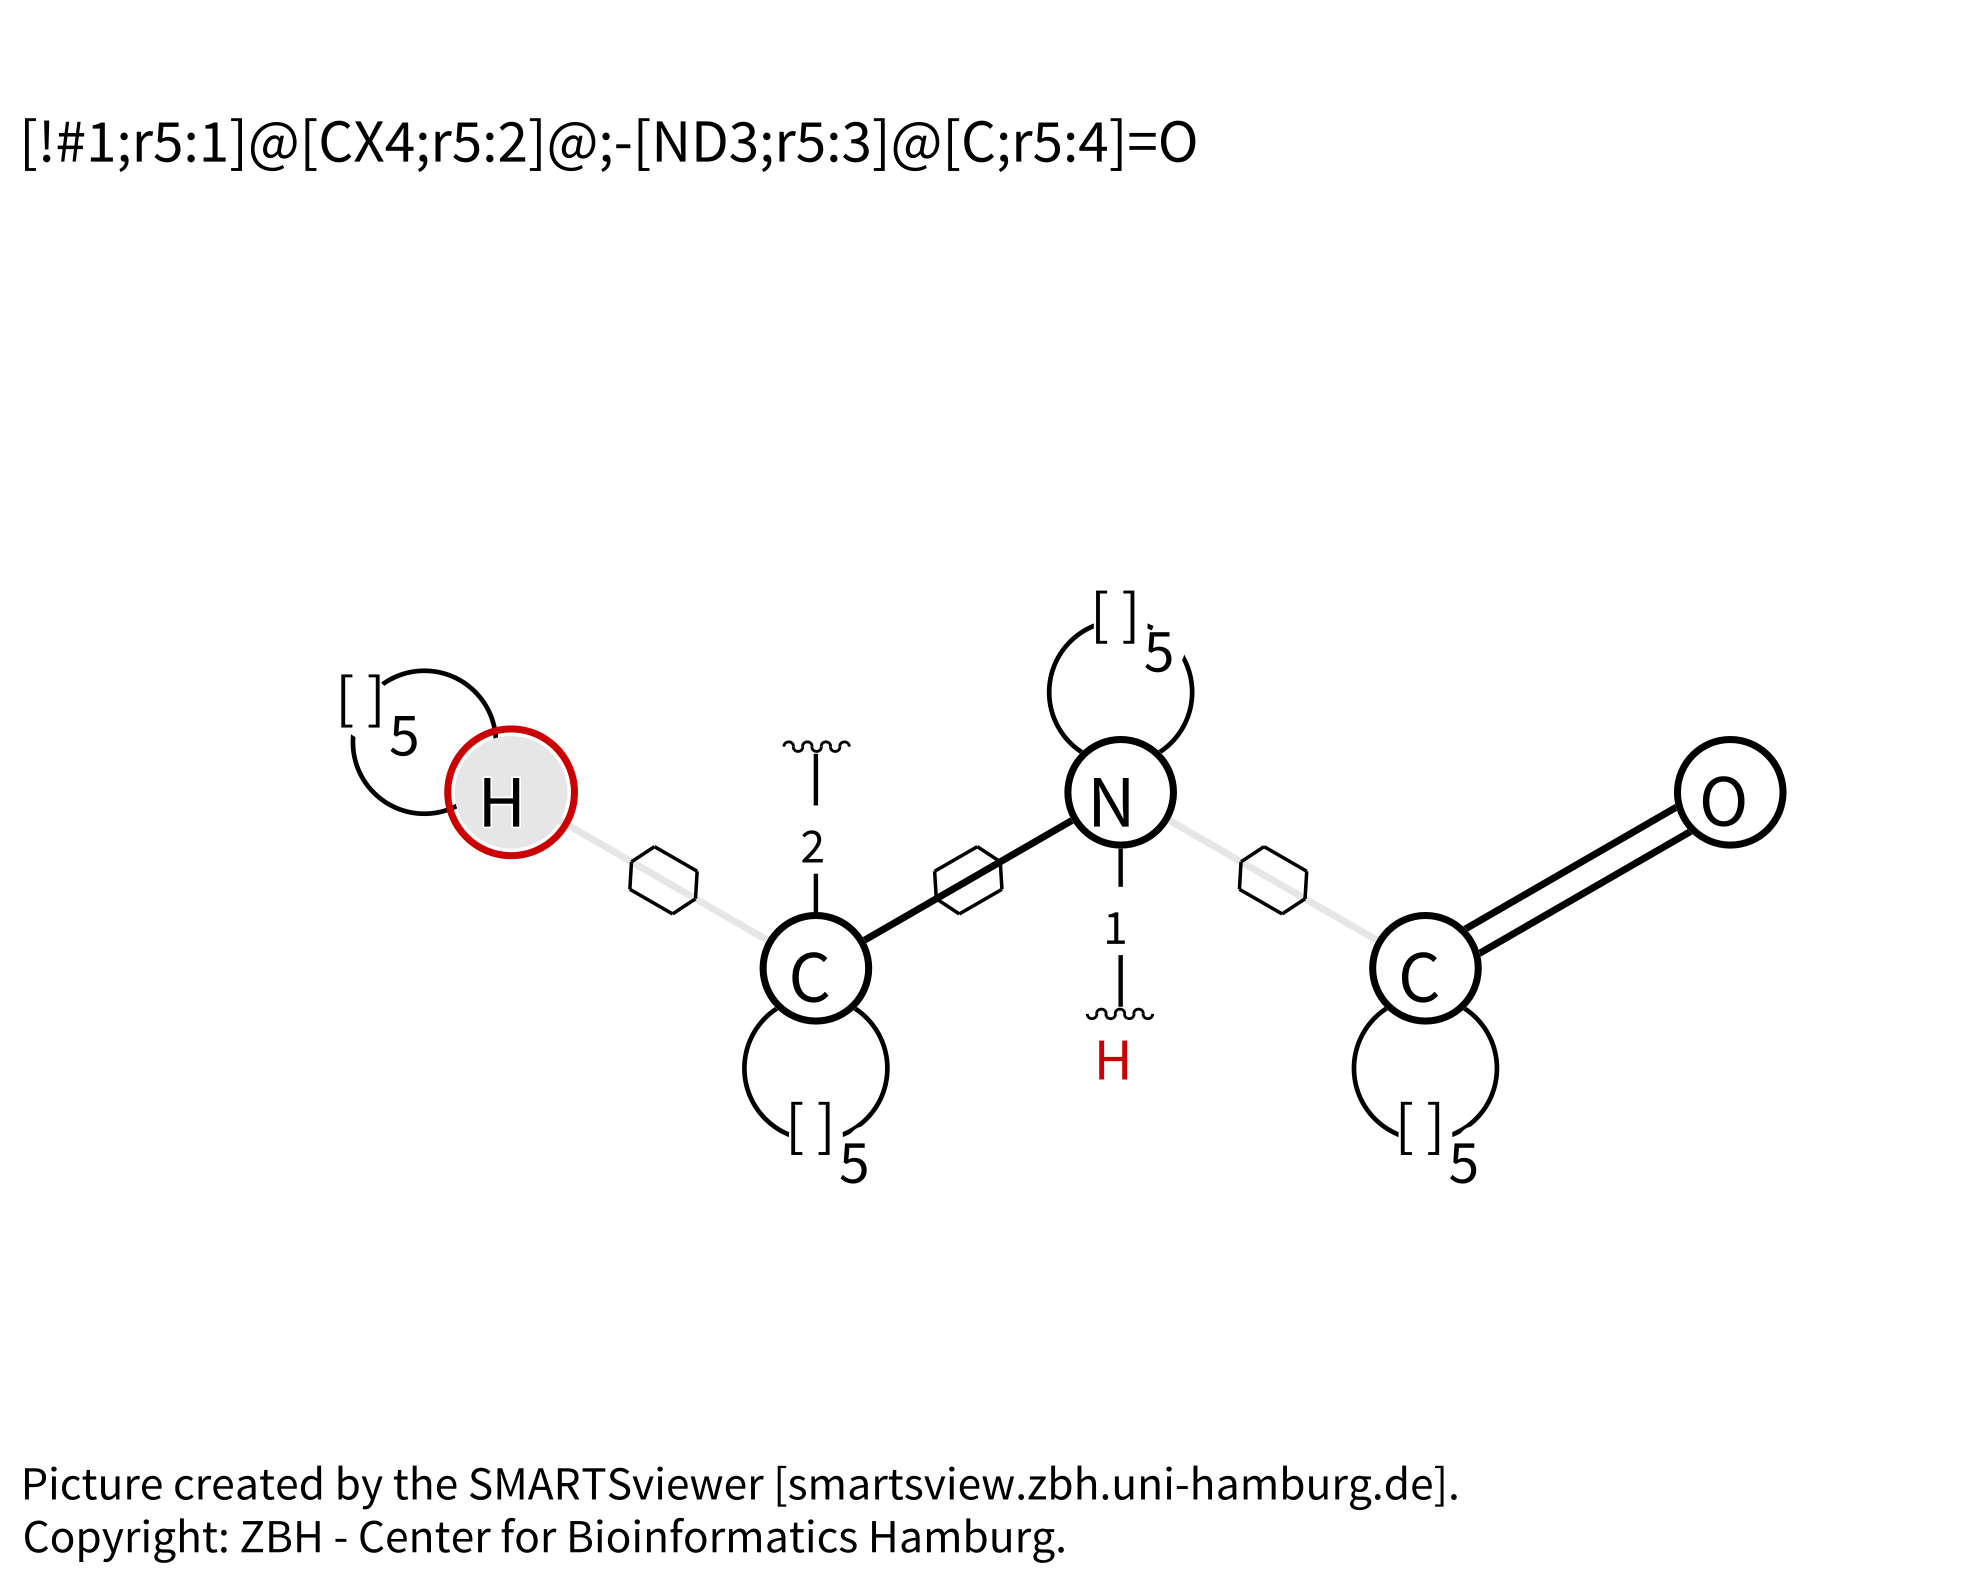 [!#1;r5:1]@[CX4;r5:2]@;-[ND3;r5:3]@[C;r5:4]=O
[ ]5
[ ]5
H
2
N
O
1
C
C
H
[ ]5
[ ]5
Picture created by the SMARTSviewer [smartsview.zbh.uni-hamburg.de].
Copyright: ZBH - Center for Bioinformatics Hamburg.